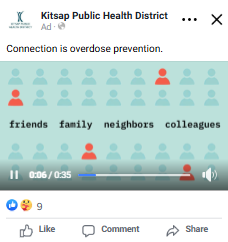 Kitsap Public Health District
Ad
Connection is overdose prevention.
friends family neighbors colleagues
0:06 / 0:35
9
Like Comment Share